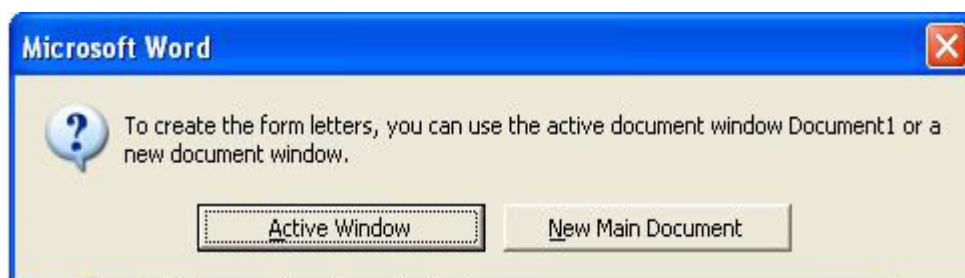 Microsoft Word
To create the form letters, you can use the active document window Document1 or a
new document window.
Active Window
New Main Document